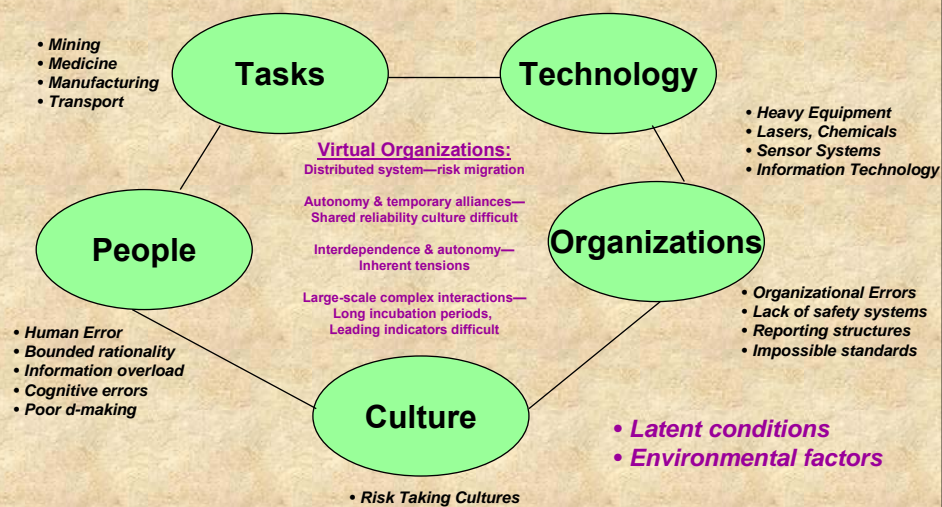 • Mining
• Medicine
• Manufacturing
• Transport
Tasks
Technology
• Heavy Equipment
• Lasers, Chemicals
• Sensor Systems
• Information Technology
Virtual Organizations:
Distributed system—risk migration
Autonomy & temporary alliances—
Shared reliability culture difficult
Interdependence & autonomy—
Inherent tensions
Large-scale complex interactions—
Long incubation periods,
Leading indicators difficult
People
Organizations
• Human Error
• Bounded rationality
• Information overload
• Cognitive errors
• Poor d-making
• Organizational Errors
• Lack of safety systems
• Reporting structures
• Impossible standards
Culture
• Latent conditions
• Environmental factors
• Risk Taking Cultures